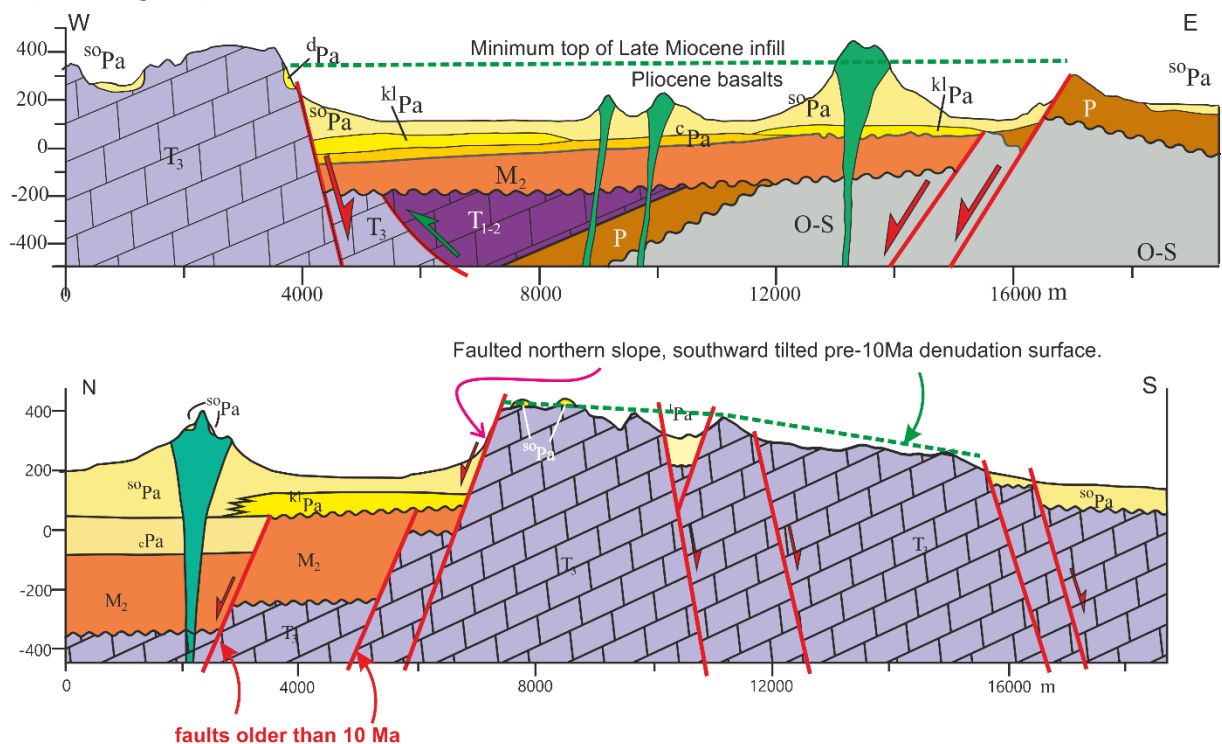 W
E
400
200
0
-200
-400
soPa
dPa
Minimum top of Late Miocene infill
Pliocene basalts
soPa
klPa
soPa
cPa
klPa
soPa
P
T3
M2
T3
T1-2
P
O-S
O-S
0 4000 8000 12000 16000 m
Faulted northern slope, southward tilted pre-10Ma denudation surface.
N
S
400
200
0
-200
-400
soPa
soPa
lPa
soPa
klPa
soPa
cPa
M2
M2
T3
T3
T3
0 4000 8000 12000 16000 m
faults older than 10 Ma